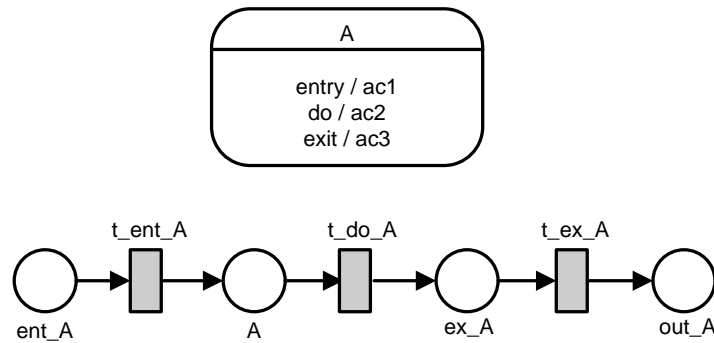 A
entry / ac1
do / ac2
exit / ac3
t_ent_A t_do_A t_ex_A
ent_A A ex_A out_A